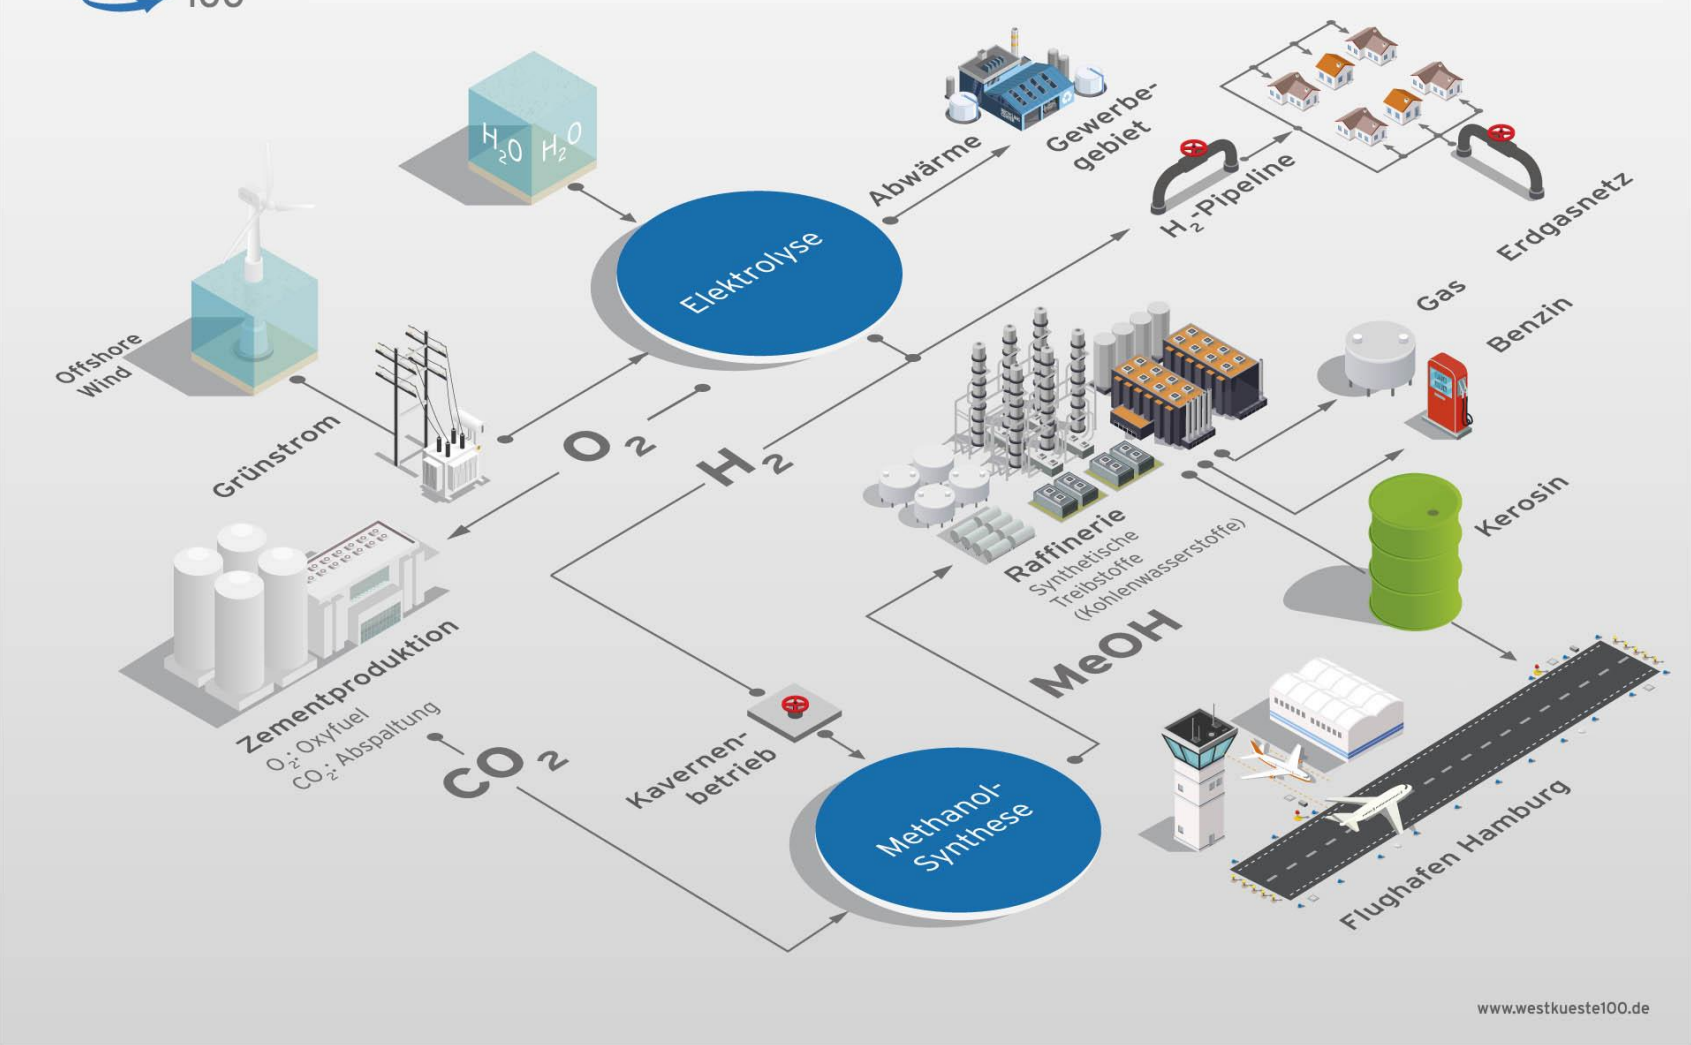 100
H₂O H₂O
Elektrolyse
Abwärme
Gewerbe-
gebiet
H₂-Pipeline
Erdgasnetz
Offshore
Wind
Grünstrom
O₂
H₂
Gas
Benzin
Kerosin
Raffinerie
Synthetische
Treibstoffe
(Kohlenwasserstoffe)
MeOH
Zementproduktion
O₂: Oxyfuel
CO₂: Abspaltung
CO₂
Kavernen-
betrieb
Methanol-
Synthese
Flughafen Hamburg
www.westkueste100.de